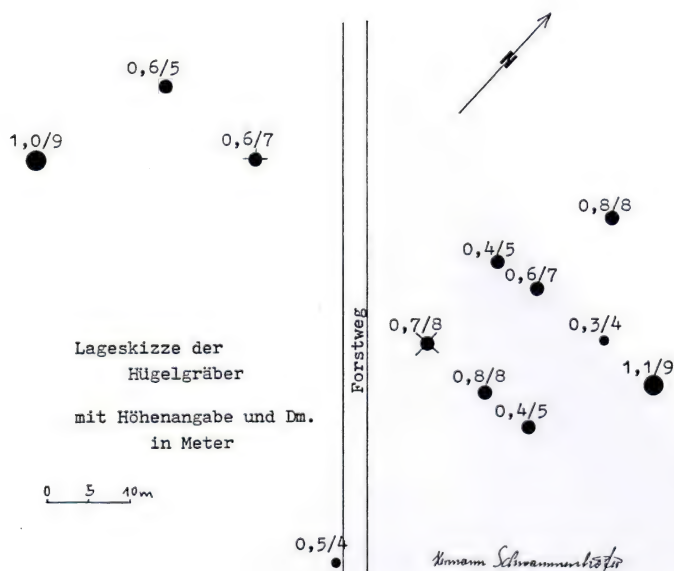 N
0,6/5
1,0/9
0,6/7
0,8/8
0,4/5
0,6/7
0,7/8
0,3/4
1,1/9
0,8/8
0,4/5
Forstweg
Lageskizze der
Hügelgräber
mit Höhenangabe und Dm.
in Meter
0 5 10m
0,5/4
Hermann Schwammenhöfer